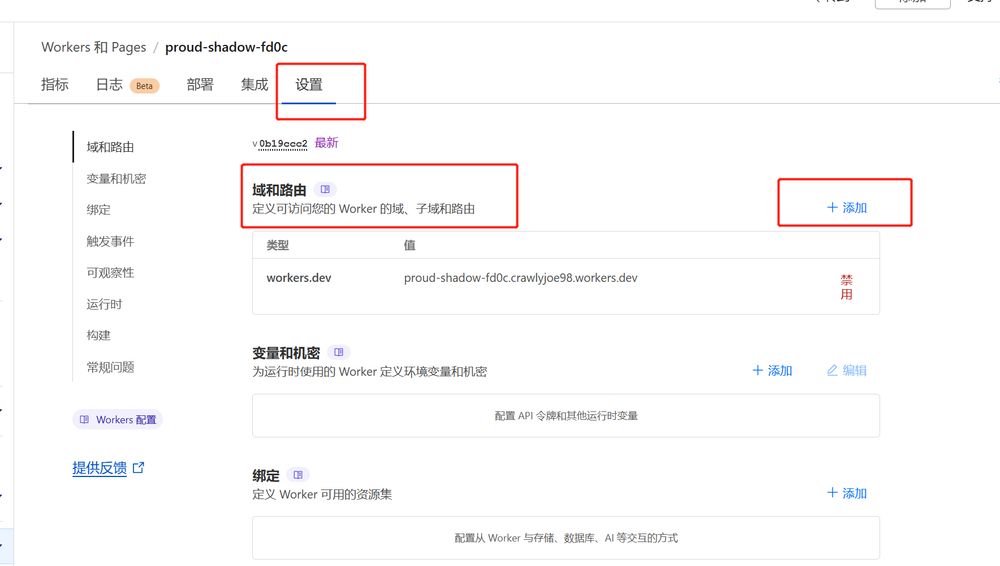 Workers 和 Pages / proud-shadow-fd0c
指标 日志 Beta 部署 集成 设置
域和路由
变量和机密
绑定
触发事件
可观察性
运行时
构建
常规问题
Workers 配置
提供反馈
v 0b19ccc2 最新
域和路由
定义可访问您的 Worker 的域、子域和路由
+ 添加
类型 值
workers.dev proud-shadow-fd0c.crawlyjoe98.workers.dev 禁用
变量和机密
为运行时使用的 Worker 定义环境变量和机密
+ 添加 编辑
配置 API 令牌和其他运行时变量
绑定
定义 Worker 可用的资源集
+ 添加
配置从 Worker 与存储、数据库、AI 等交互的方式